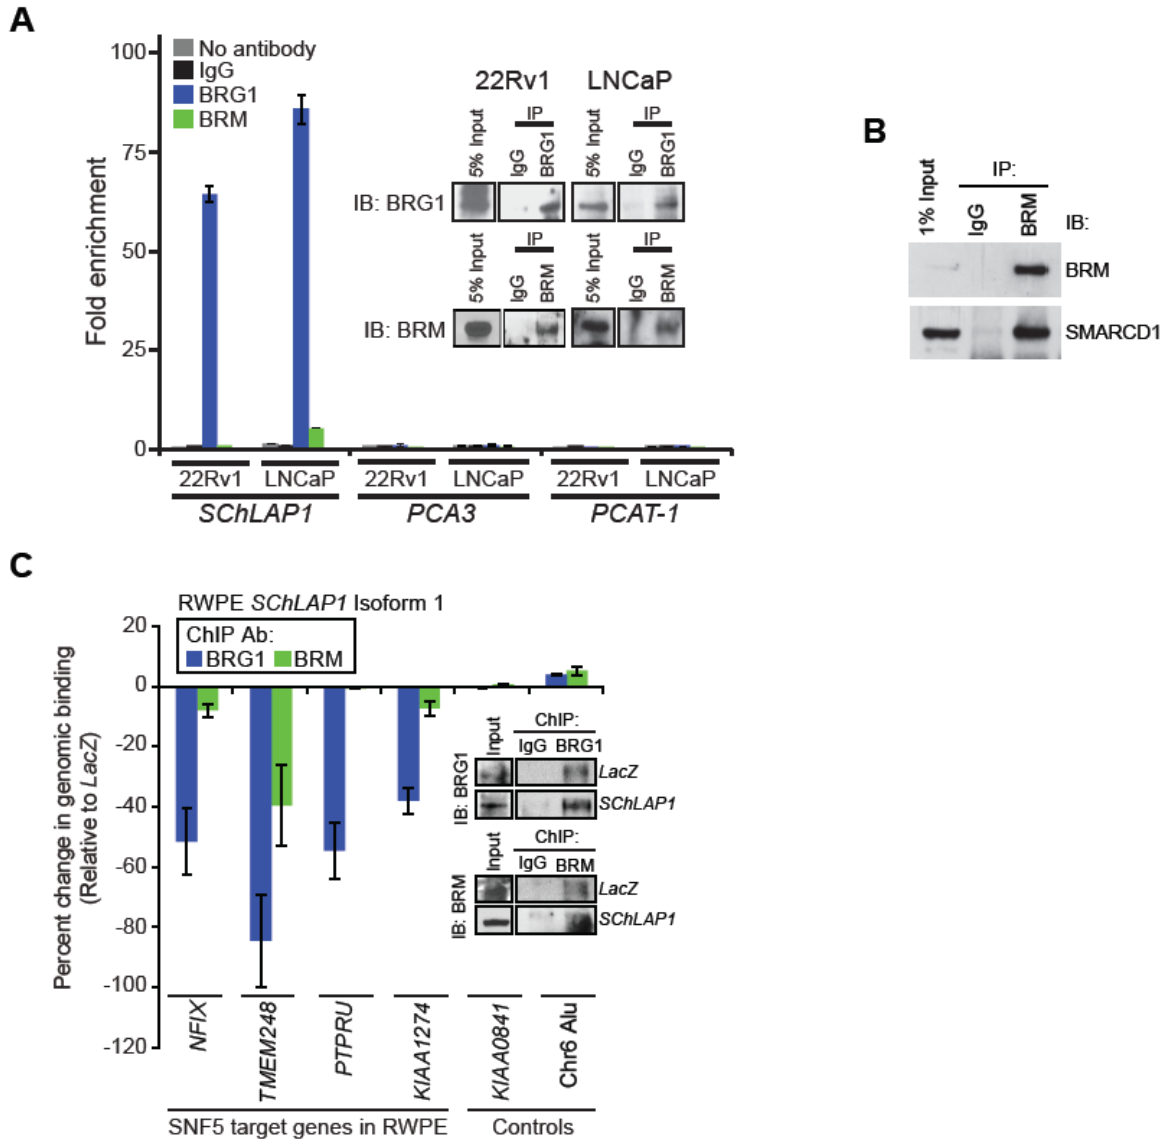 A
Fold enrichment
100
75
50
25
0
No antibody
IgG
BRG1
BRM
22Rv1 LNCaP
IP IP
5% Input IgG BRG1 5% Input IgG BRG1
IB: BRG1
IP IP
5% Input IgG BRM 5% Input IgG BRM
IB: BRM
22Rv1 LNCaP 22Rv1 LNCaP 22Rv1 LNCaP
SChLAP1 PCA3 PCAT-1
B
1% Input IP: IgG BRM IB:
BRM
SMARCD1
C
RWPE SChLAP1 Isoform 1
ChIP Ab:
BRG1 BRM
Percent change in genomic binding
(Relative to LacZ)
20
0
-20
-40
-60
-80
-100
-120
Input ChIP:
IgG BRG1
IB: BRG1
LacZ
SChLAP1
Input ChIP:
IgG BRM
IB: BRM
LacZ
SChLAP1
NFIX TMEM248 PTPRU KIAA1274 KIAA0841 Chr6 Alu
SNF5 target genes in RWPE Controls